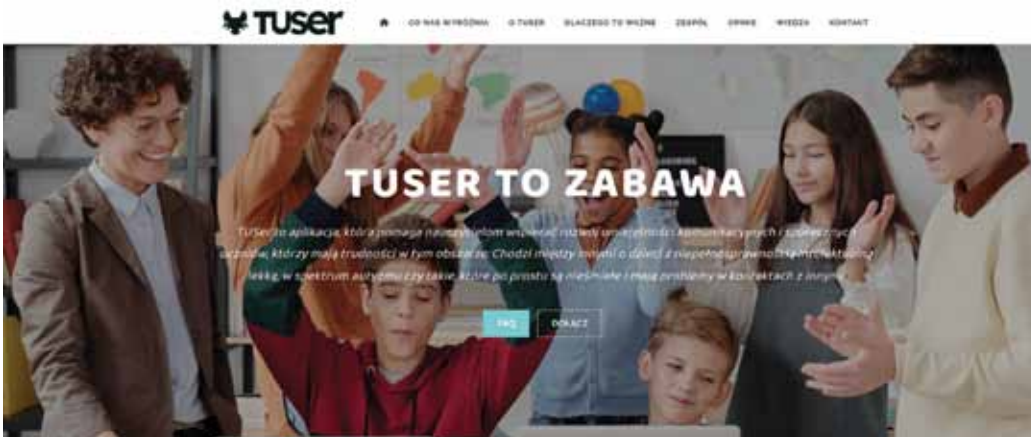 TUSer
CO NAS WYRÓŻNIA O TUSER DLACZEGO TO WAŻNE ZESPÓŁ OPINIE WIEDZA KONTAKT
TUSER TO ZABAWA
TUSer to aplikacja, która pomaga nauczycielom wspierać rozwój umiejętności komunikacyjnych i społecznych
uczniów, którzy mają trudności w tym obszarze. Chodzi między innymi o dzieci z niepełnosprawnością intelektualną
lekką, w spektrum autyzmu czy takie, które po prostu są nieśmiałe i mają problemy w kontaktach z innymi.
FAQ DOŁĄCZ